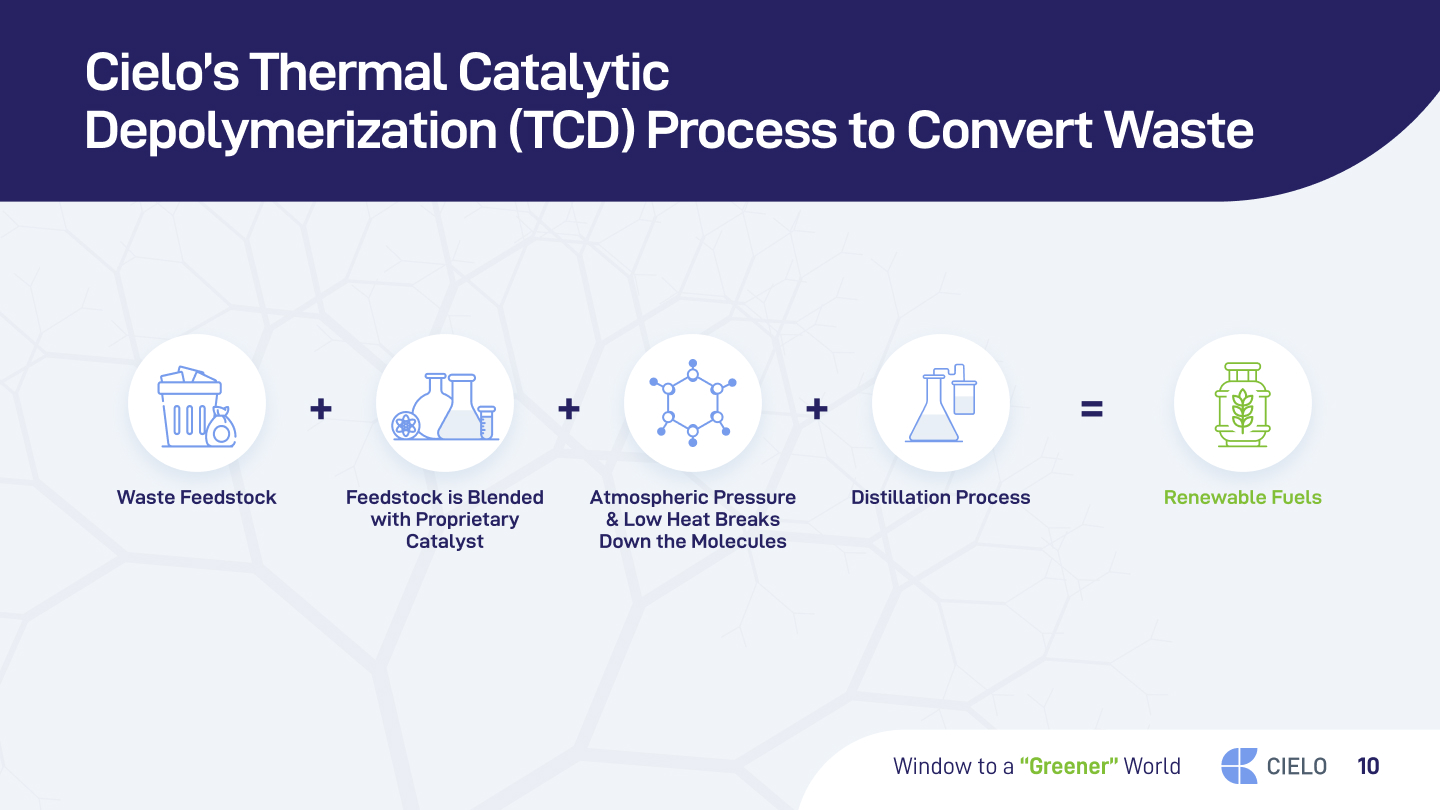 Cielo’s Thermal Catalytic
Depolymerization (TCD) Process to Convert Waste
+
+
+
=
Waste Feedstock
Feedstock is Blended
with Proprietary
Catalyst
Atmospheric Pressure
& Low Heat Breaks
Down the Molecules
Distillation Process
Renewable Fuels
Window to a “Greener” World
CIELO
10